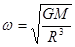 ω = √(GM / R³)